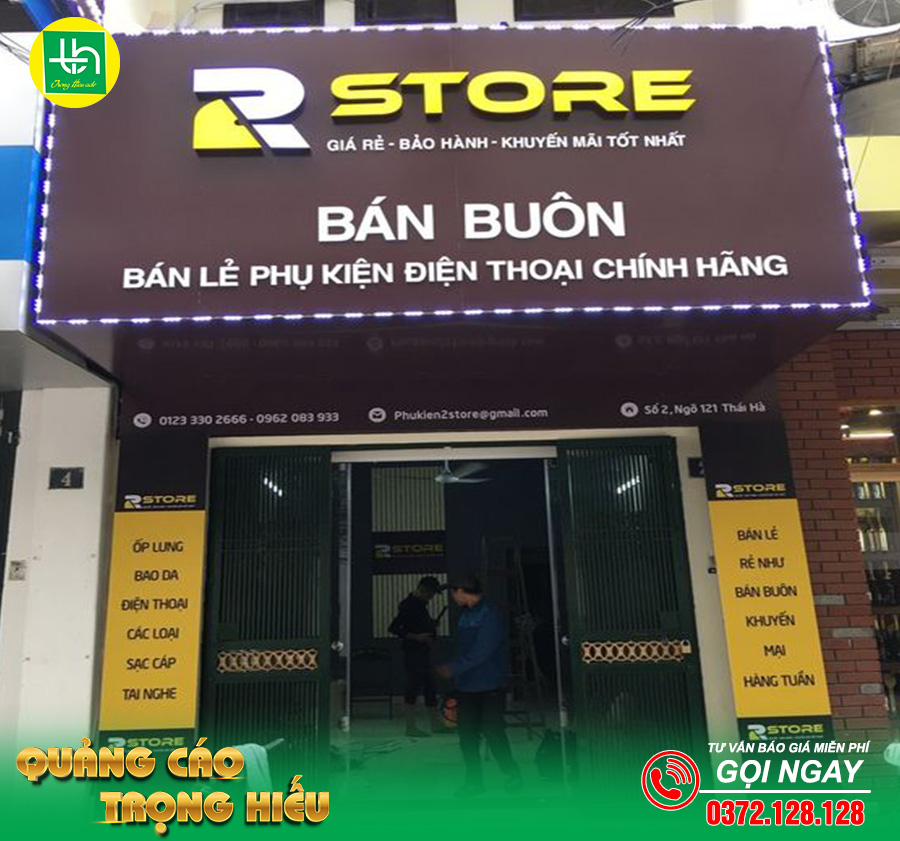 Trọng Hiếu ads
R STORE
GIÁ RẺ - BẢO HÀNH - KHUYẾN MÃI TỐT NHẤT
BÁN BUÔN
BÁN LẺ PHỤ KIỆN ĐIỆN THOẠI CHÍNH HÃNG
0123 330 2666 - 0962 083 933
Phukien2store@gmail.com
Số 2, Ngõ 121 Thái Hà
4
R STORE
ỐP LUNG
BAO DA
ĐIỆN THOẠI
CÁC LOẠI
SẠC CÁP
TAI NGHE
R STORE
R STORE
R STORE
BÁN LẺ
RẺ NHƯ
BÁN BUÔN
KHUYẾN
MẠI
HÀNG TUẦN
R STORE
QUẢNG CÁO
TRỌNG HIẾU
TƯ VẤN BÁO GIÁ MIỄN PHÍ
GỌI NGAY
0372.128.128